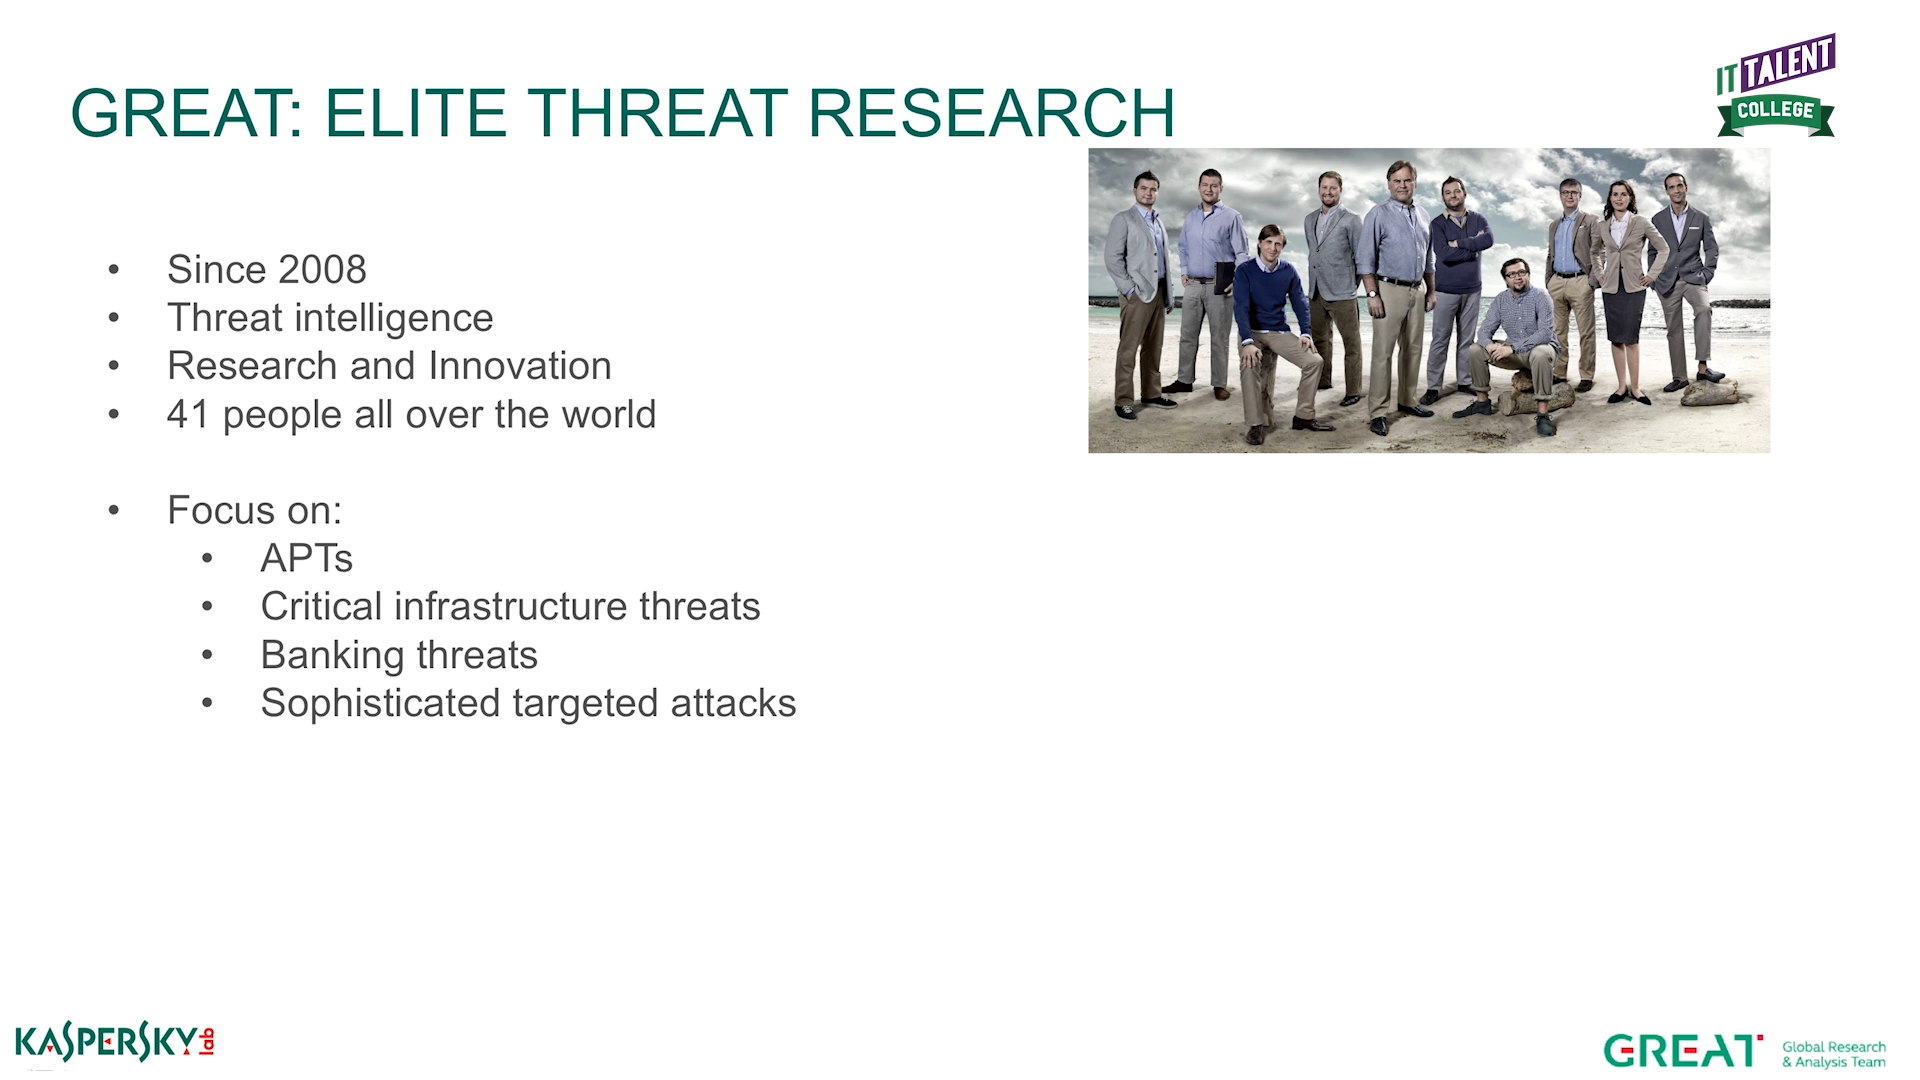 IT TALENT
COLLEGE
GREAT: ELITE THREAT RESEARCH
• Since 2008
• Threat intelligence
• Research and Innovation
• 41 people all over the world
• Focus on:
• APTs
• Critical infrastructure threats
• Banking threats
• Sophisticated targeted attacks
KASPERSKY lab
GREAT Global Research
& Analysis Team